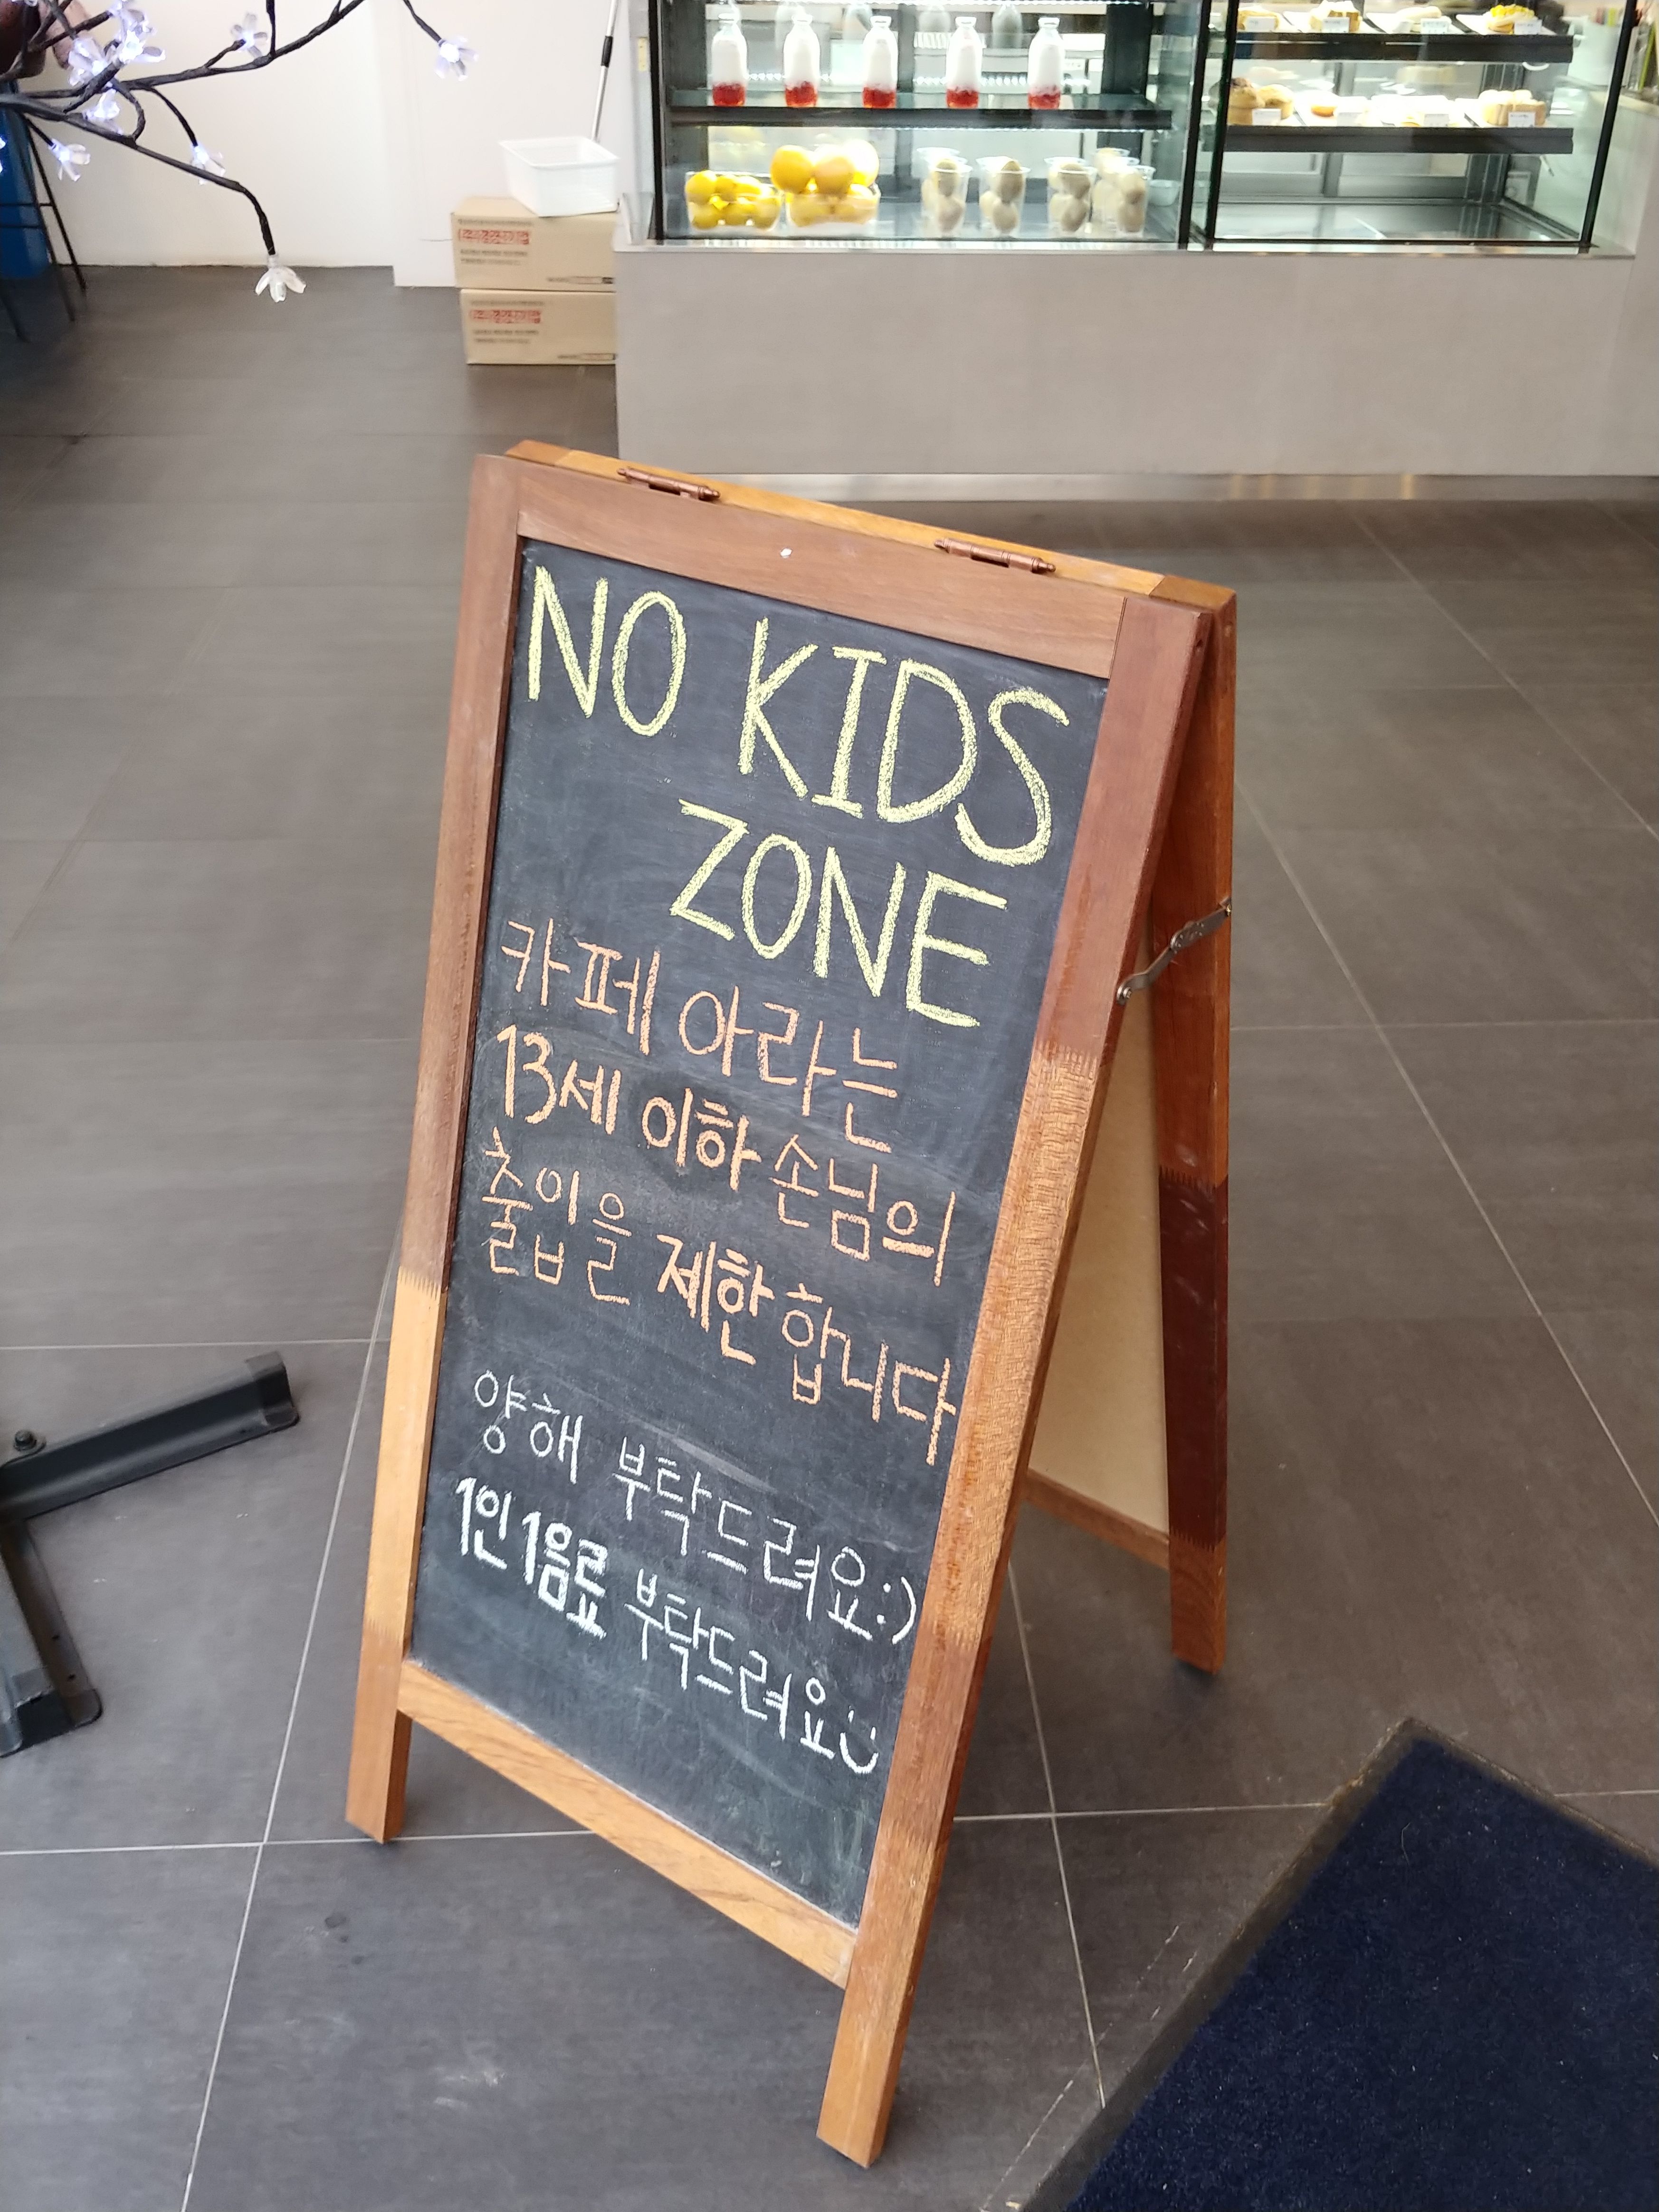 NO KIDS
ZONE
카페 아라는
13세 이하 손님의
출입을 제한합니다
양해 부탁드려요:)
1인 1음료 부탁드려요